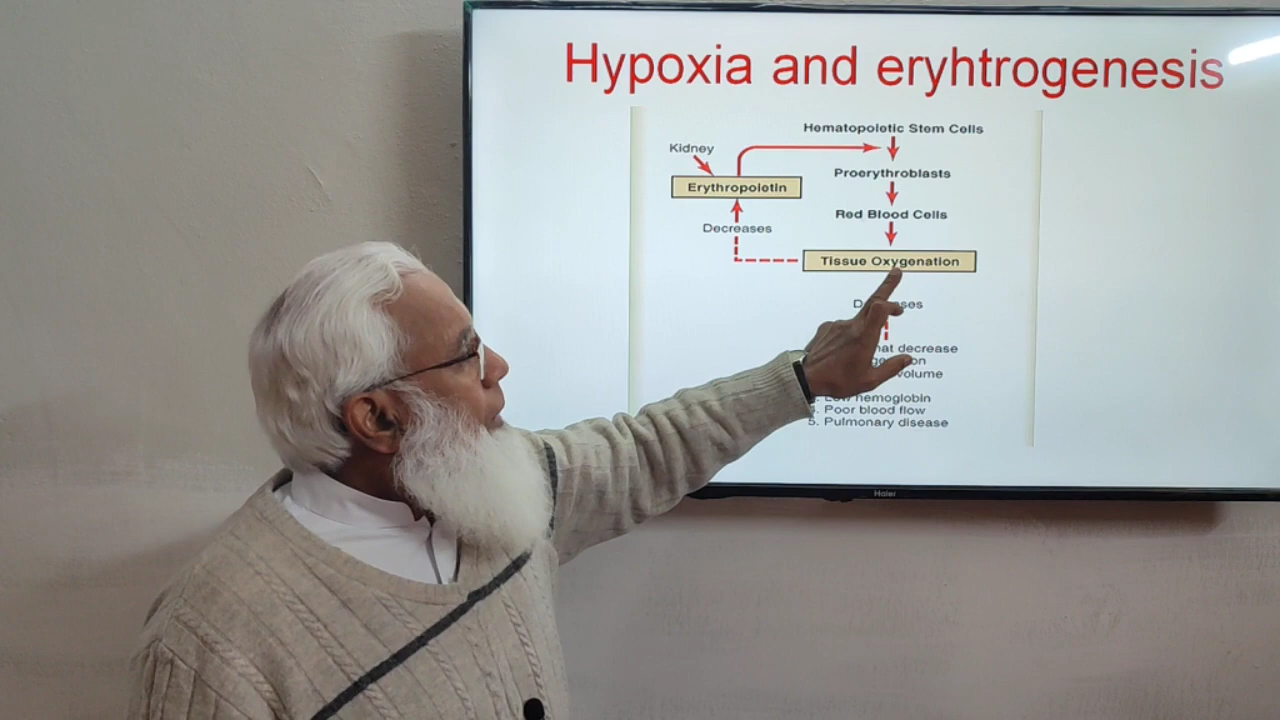 Hypoxia and eryhtrogenesis
Hematopoietic Stem Cells
Kidney
Proerythroblasts
Erythropoietin
Red Blood Cells
Decreases
Tissue Oxygenation
decrease
volume
hemoglobin
4. Poor blood flow
5. Pulmonary disease
Haier